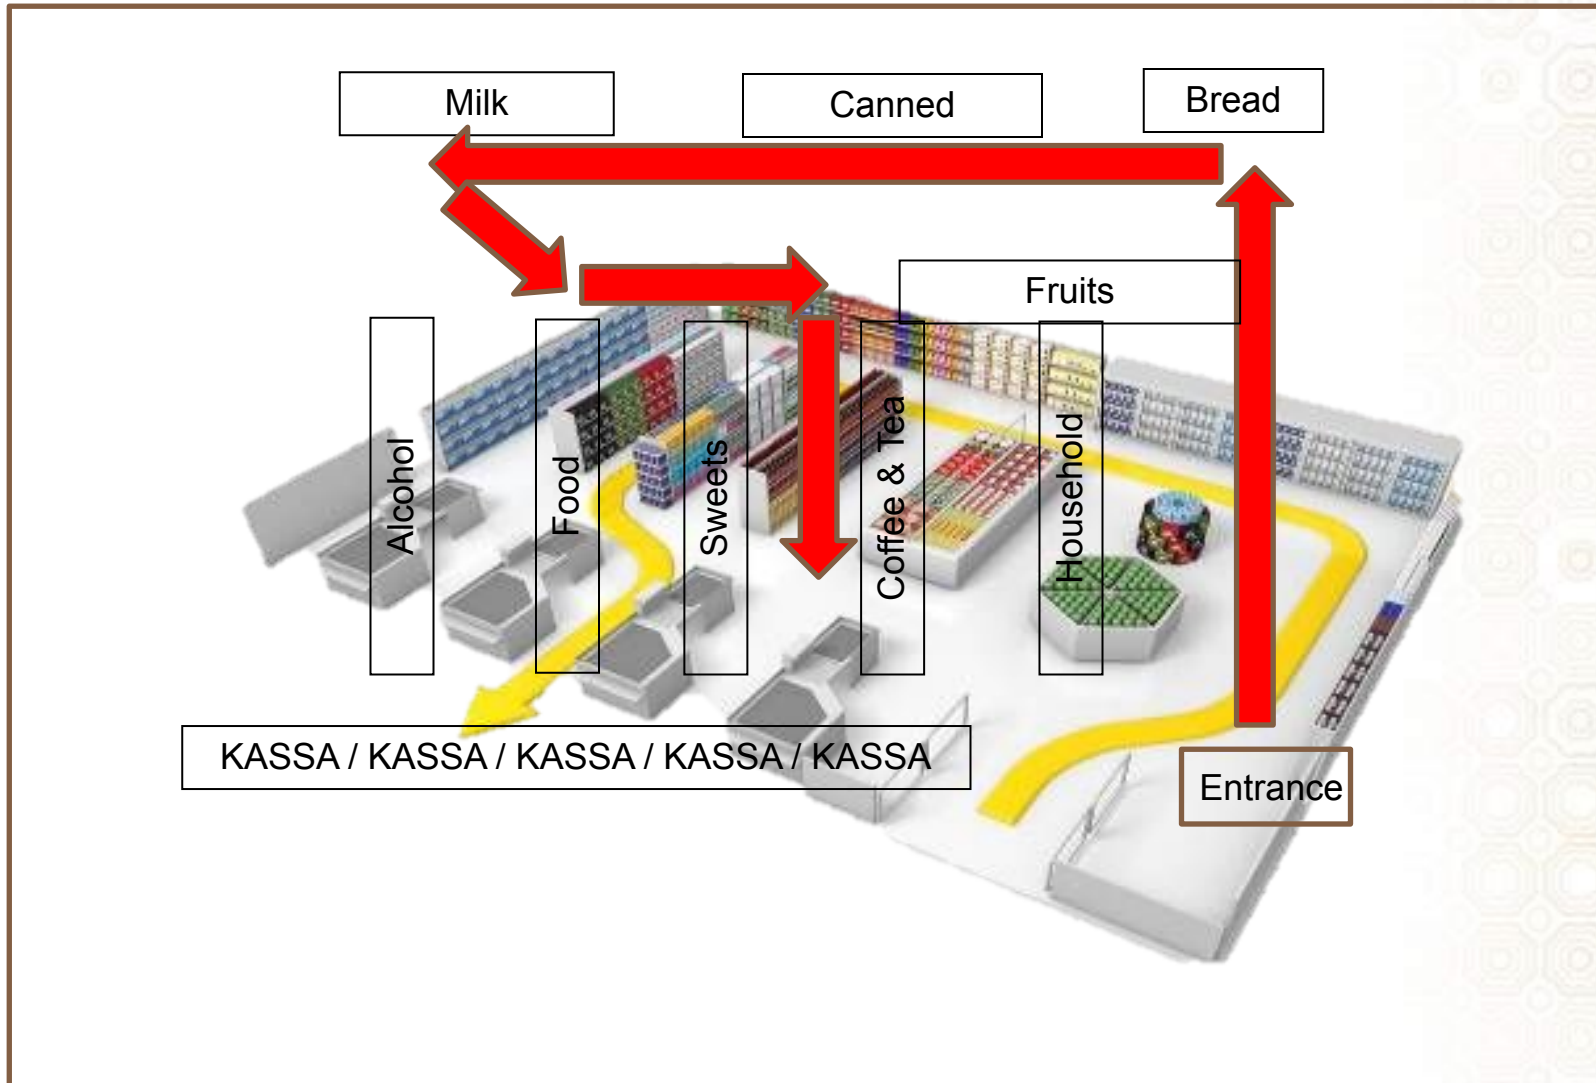 Milk
Canned
Bread
Fruits
Alcohol
Food
Sweets
Coffee & Tea
Household
KASSA / KASSA / KASSA / KASSA / KASSA
Entrance